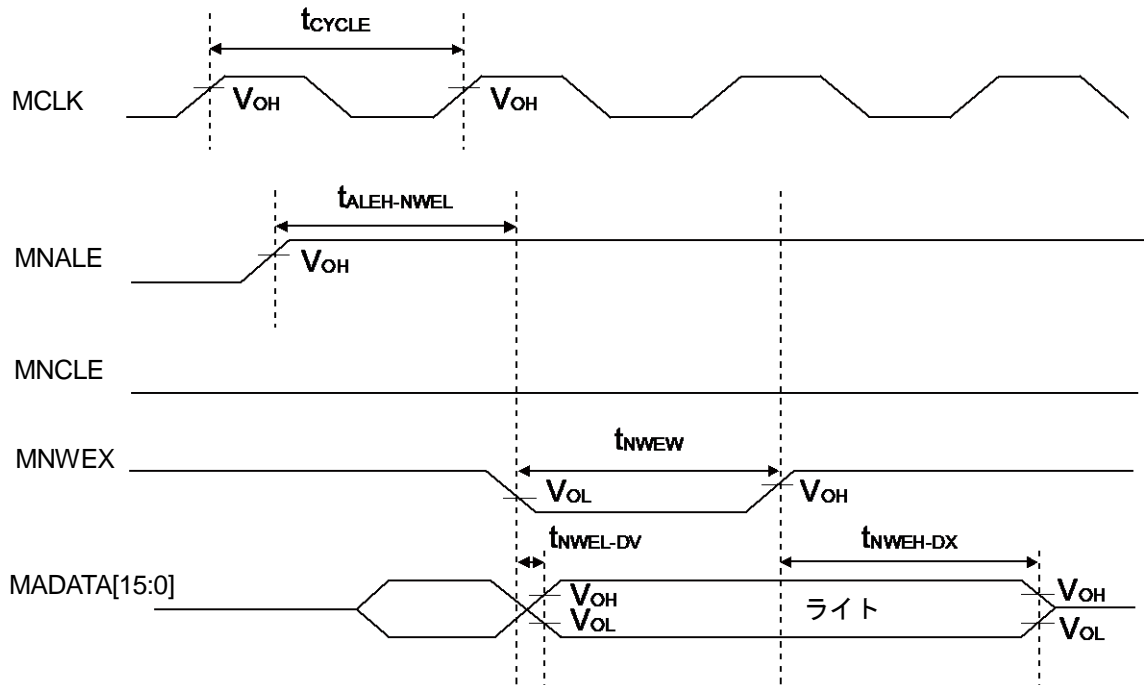 tCYCLE
MCLK
VOH VOH
tALEH-NWEL
MNALE
VOH
MNCLE
tNWEW
MNWEX
VOL VOH
tNWEL-DV tNWEH-DX
MADATA[15:0]
VOH ライト VOH
VOL VOL